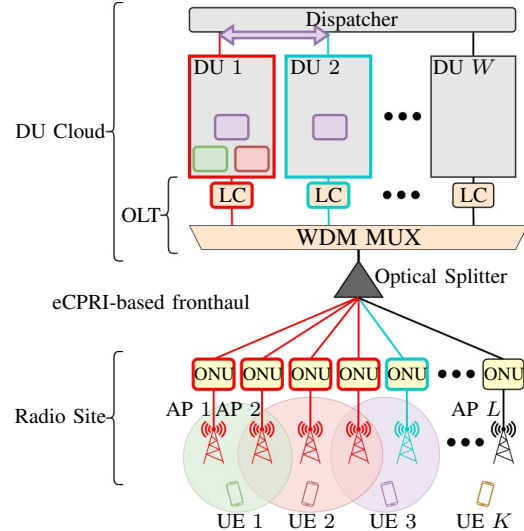 Dispatcher
DU 1 DU 2 DU W
DU Cloud
LC LC LC
OLT
WDM MUX
Optical Splitter
eCPRI-based fronthaul
ONU ONU ONU ONU ONU ONU
AP 1 AP 2 AP L
Radio Site
UE 1 UE 2 UE 3 UE K